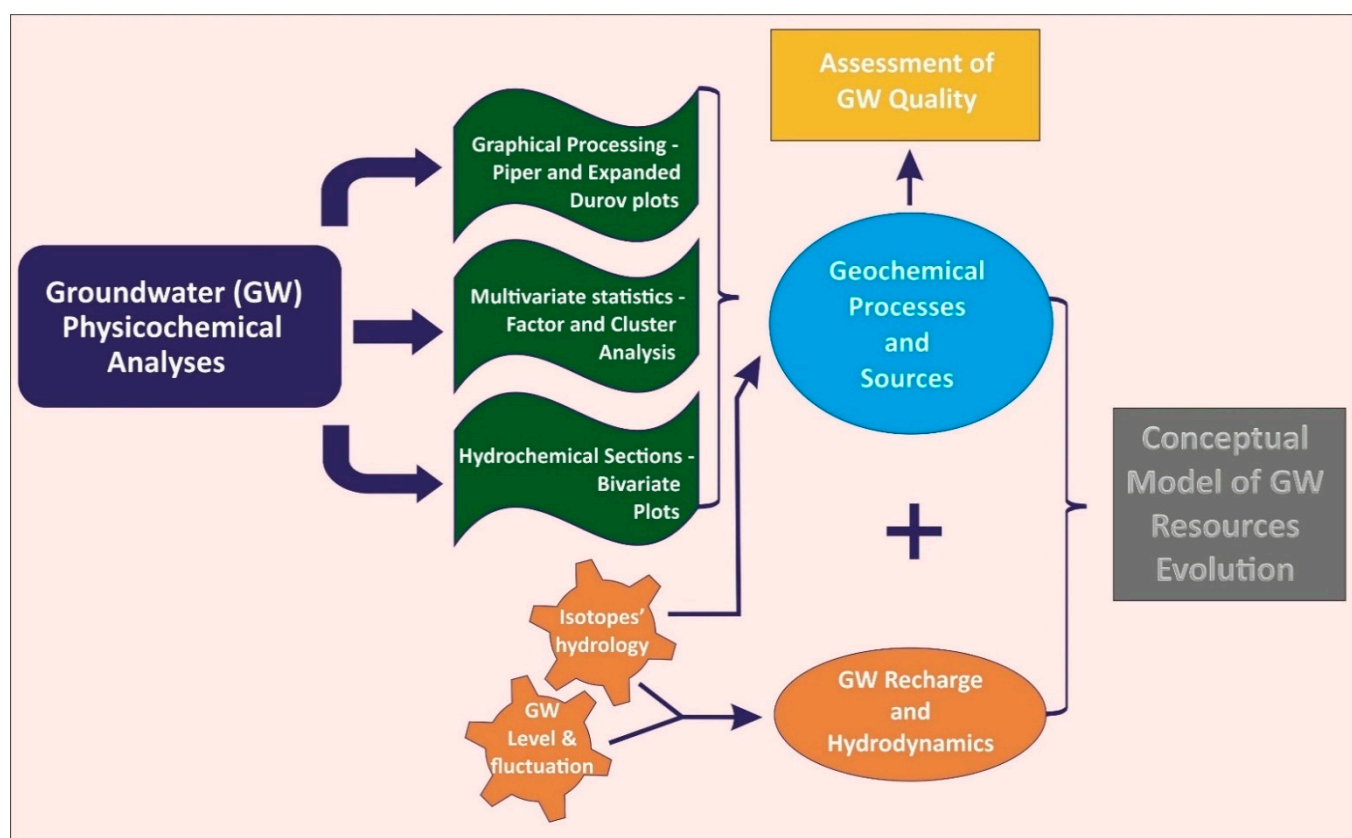 Assessment of
GW Quality
Graphical Processing -
Piper and Expanded
Durov plots
Groundwater (GW)
Physicochemical
Analyses
Multivariate statistics -
Factor and Cluster
Analysis
Hydrochemical Sections -
Bivariate
Plots
Geochemical
Processes
and
Sources
+
Conceptual
Model of GW
Resources
Evolution
Isotopes’
hydrology
GW
Level &
fluctuation
GW Recharge
and
Hydrodynamics